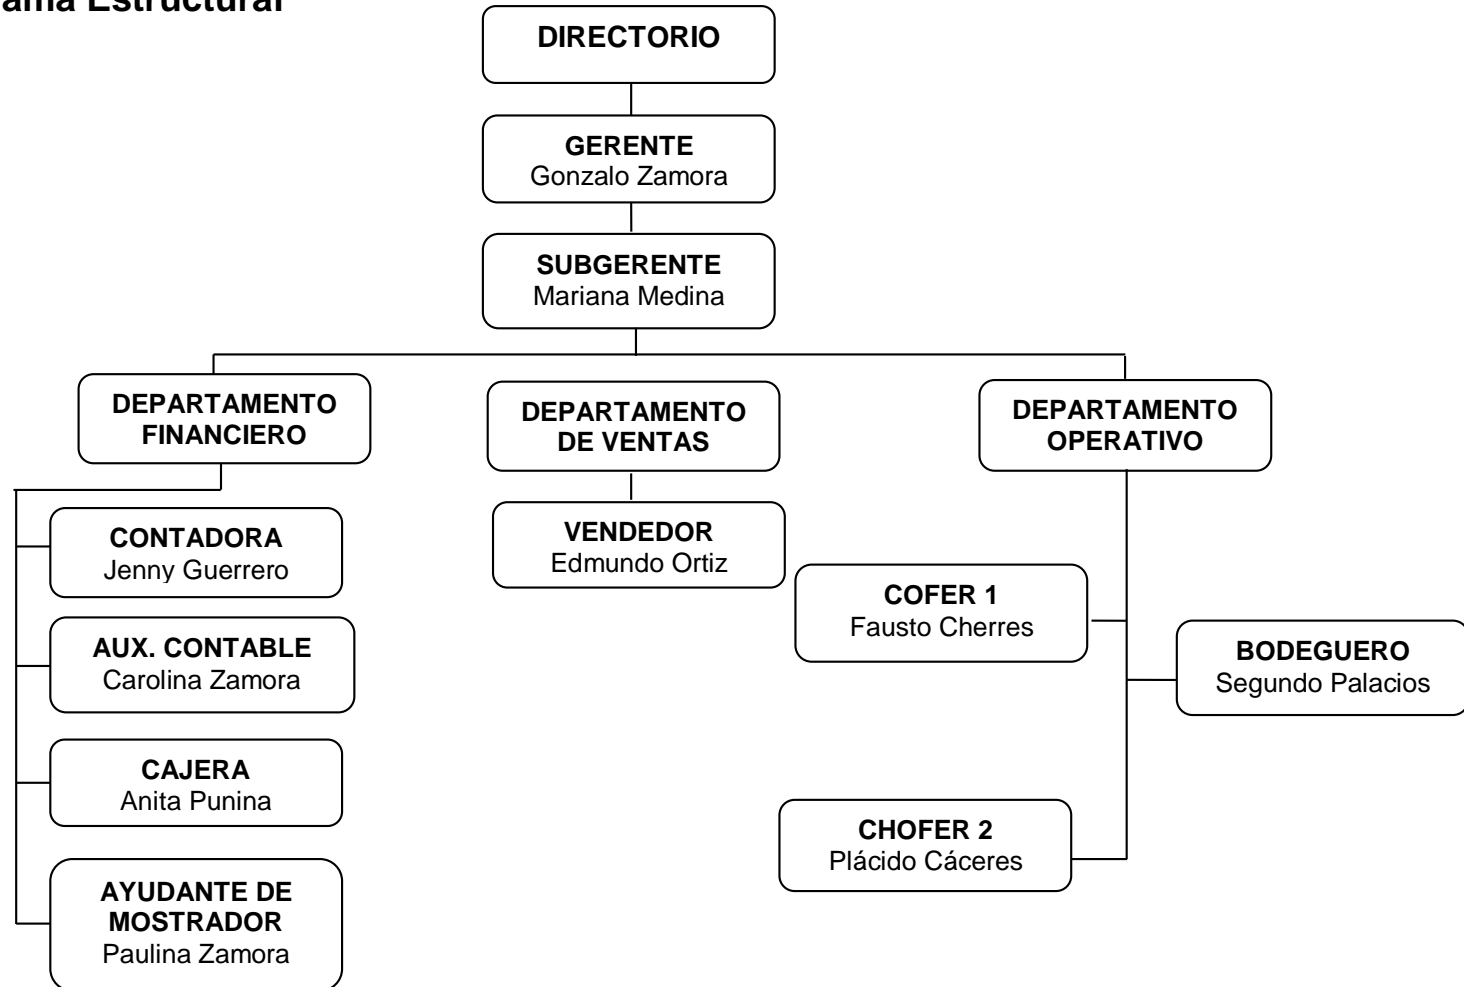 ama Estructural
DIRECTORIO
GERENTE
Gonzalo Zamora
SUBGERENTE
Mariana Medina
DEPARTAMENTO
FINANCIERO
DEPARTAMENTO
DE VENTAS
DEPARTAMENTO
OPERATIVO
CONTADORA
Jenny Guerrero
AUX. CONTABLE
Carolina Zamora
CAJERA
Anita Punina
AYUDANTE DE
MOSTRADOR
Paulina Zamora
VENDEDOR
Edmundo Ortiz
COFER 1
Fausto Cherres
BODEGUERO
Segundo Palacios
CHOFER 2
Plácido Cáceres